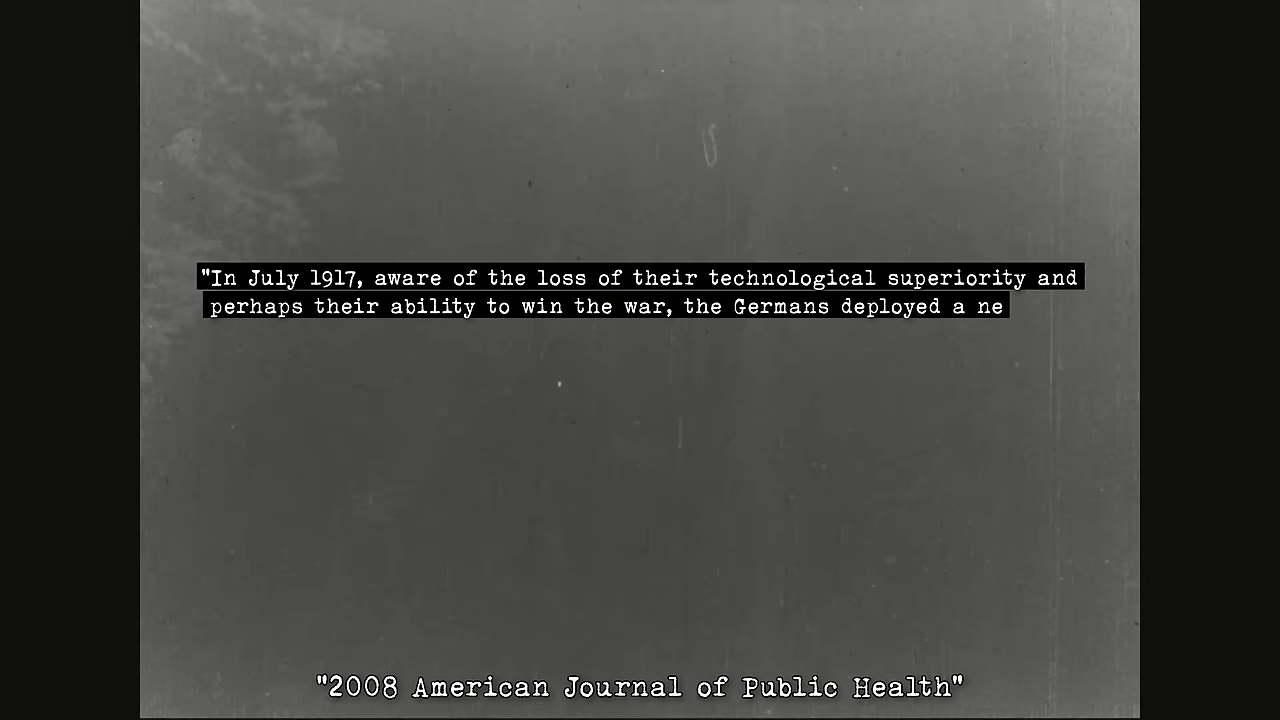 "In July 1917, aware of the loss of their technological superiority and
perhaps their ability to win the war, the Germans deployed a ne
"2008 American Journal of Public Health"